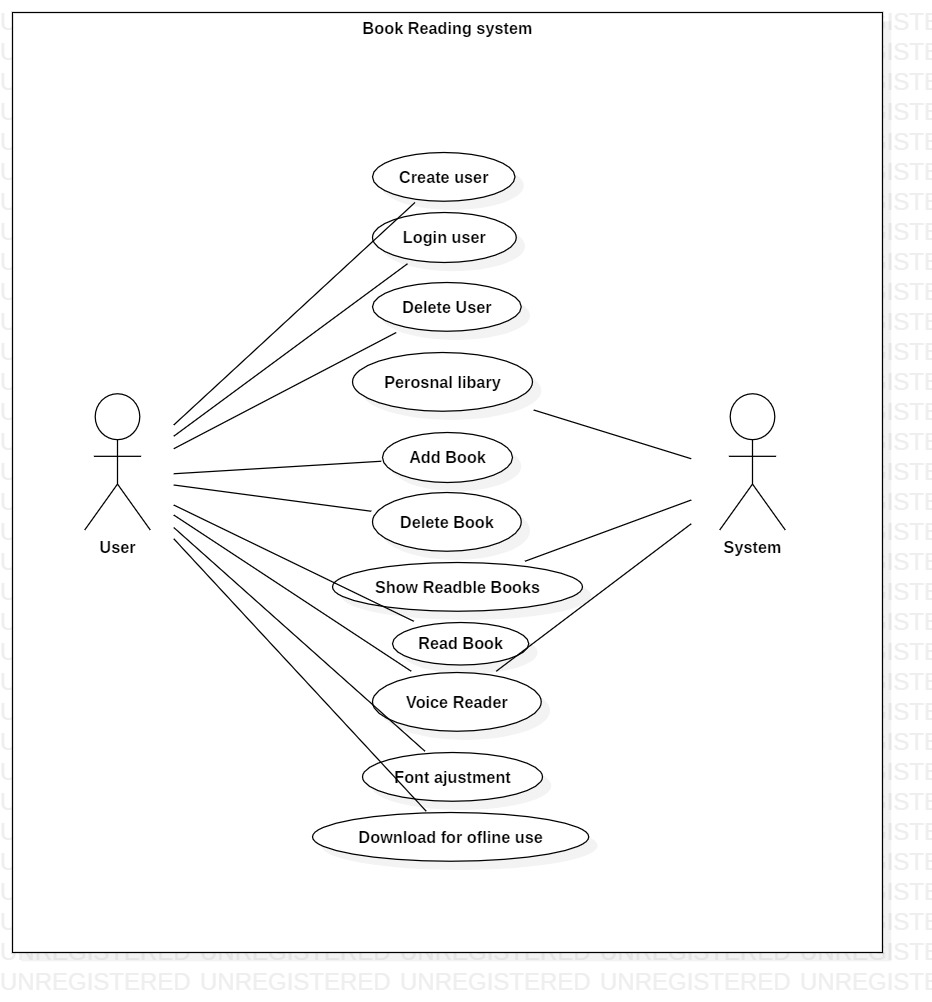 Book Reading system
Create user
Login user
Delete User
Perosnal libary
Add Book
Delete Book
User
System
Show Readble Books
Read Book
Voice Reader
Font ajustment
Download for ofline use
UNREGISTERED UNREGISTERED UNREGISTERED UNREGISTERED UNREGISTERED